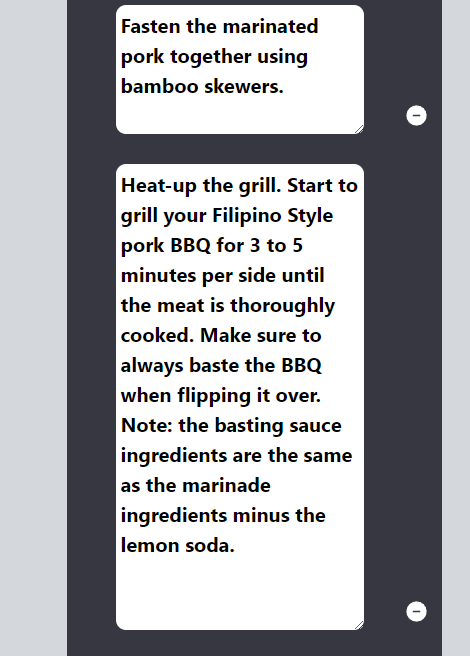 Fasten the marinated
pork together using
bamboo skewers.
Heat-up the grill. Start to
grill your Filipino Style
pork BBQ for 3 to 5
minutes per side until
the meat is thoroughly
cooked. Make sure to
always baste the BBQ
when flipping it over.
Note: the basting sauce
ingredients are the same
as the marinade
ingredients minus the
lemon soda.